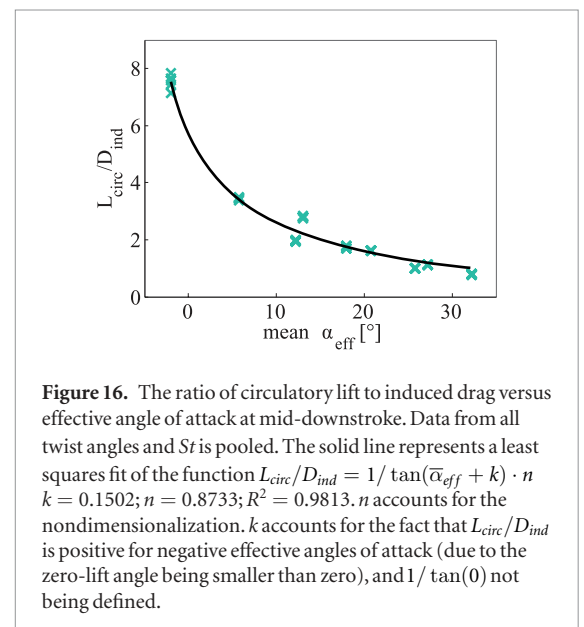 8
6
4
2
0
L_circ/D_ind
0 10 20 30
mean α_eff [°]
Figure 16. The ratio of circulatory lift to induced drag versus
effective angle of attack at mid-downstroke. Data from all
twist angles and St is pooled. The solid line represents a least
squares fit of the function L_circ/D_ind = 1/ tan(α̅_eff + k) · n
k = 0.1502; n = 0.8733; R² = 0.9813. n accounts for the
nondimensionalization. k accounts for the fact that L_circ/D_ind
is positive for negative effective angles of attack (due to the
zero-lift angle being smaller than zero), and 1/ tan(0) not
being defined.